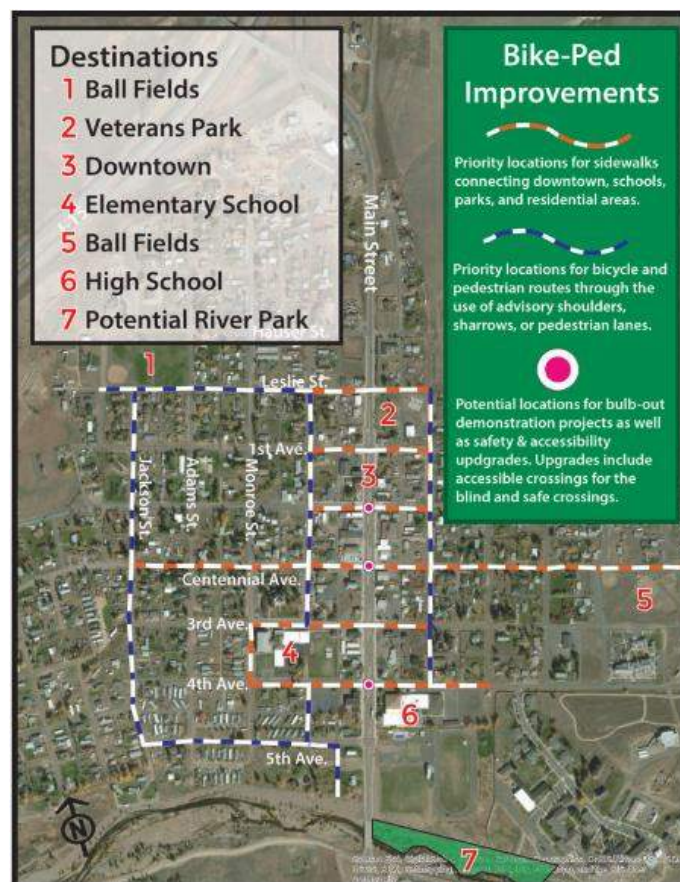 Destinations
1 Ball Fields
2 Veterans Park
3 Downtown
4 Elementary School
5 Ball Fields
6 High School
7 Potential River Park
Bike-Ped
Improvements
Priority locations for sidewalks
connecting downtown, schools,
parks, and residential areas.
Priority locations for bicycle and
pedestrian routes through the
use of advisory shoulders,
sharrows, or pedestrian lanes.
Potential locations for bulb-out
demonstration projects as well
as safety & accessibility
updgrades. Upgrades include
accessible crossings for the
blind and safe crossings.
Main Street
Hauser St.
1
Leslie St.
2
1st Ave.
3
Jackson St.
Adams St.
Monroe St.
Centennial Ave.
5
3rd Ave.
4
4th Ave.
6
5th Ave.
N
7